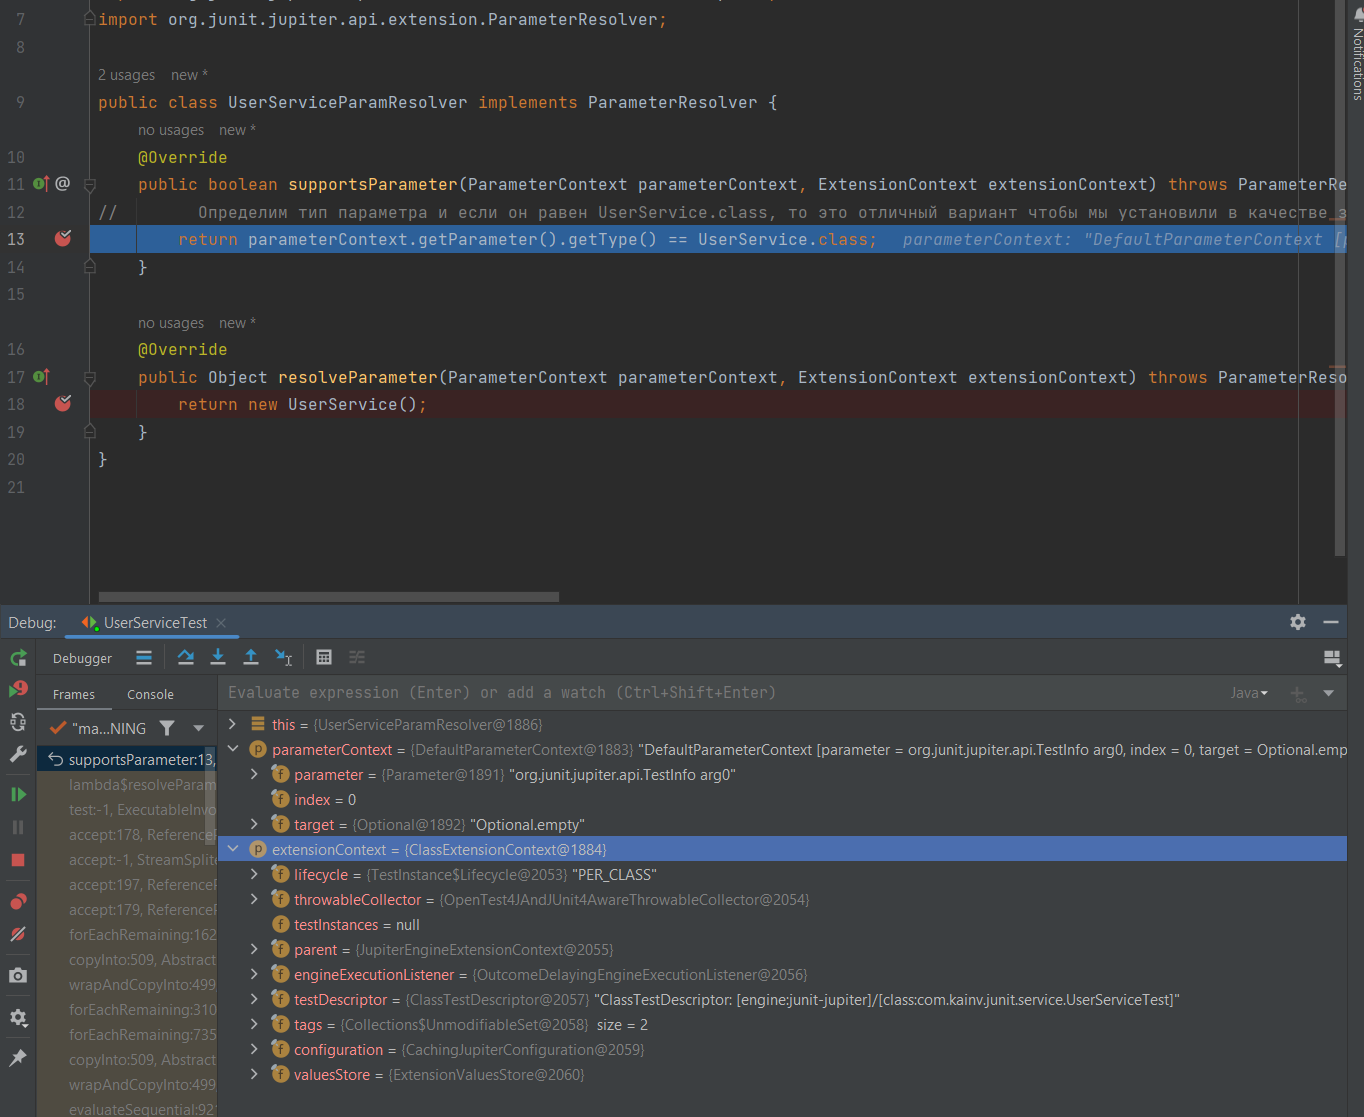 7 import org.junit.jupiter.api.extension.ParameterResolver;
8
2 usages new *
9 public class UserServiceParamResolver implements ParameterResolver {
no usages new *
10 @Override
11 @ public boolean supportsParameter(ParameterContext parameterContext, ExtensionContext extensionContext) throws ParameterRe
12 // Определим тип параметра и если он равен UserService.class, то это отличный вариант чтобы мы установили в качестве з
13 return parameterContext.getParameter().getType() == UserService.class; parameterContext: "DefaultParameterContext [p
14 }
15
no usages new *
16 @Override
17 public Object resolveParameter(ParameterContext parameterContext, ExtensionContext extensionContext) throws ParameterReso
18 return new UserService();
19 }
20 }
21
Notifications
Debug: UserServiceTest
Debugger
Frames Console
Evaluate expression (Enter) or add a watch (Ctrl+Shift+Enter) Java
"ma...NING
supportsParameter:13,
lambda$resolveParam
test:-1, ExecutableInvo
accept:178, ReferenceP
accept:-1, StreamSplite
accept:197, ReferenceP
accept:179, ReferenceP
forEachRemaining:162
copyInto:509, Abstract
wrapAndCopyInto:499,
forEachRemaining:310
forEachRemaining:735
copyInto:509, Abstract
wrapAndCopyInto:499,
evaluateSequential:921
this = {UserServiceParamResolver@1886}
parameterContext = {DefaultParameterContext@1883} "DefaultParameterContext [parameter = org.junit.jupiter.api.TestInfo arg0, index = 0, target = Optional.emp
parameter = {Parameter@1891} "org.junit.jupiter.api.TestInfo arg0"
index = 0
target = {Optional@1892} "Optional.empty"
extensionContext = {ClassExtensionContext@1884}
lifecycle = {TestInstance$Lifecycle@2053} "PER_CLASS"
throwableCollector = {OpenTest4JAndJUnit4AwareThrowableCollector@2054}
testInstances = null
parent = {JupiterEngineExtensionContext@2055}
engineExecutionListener = {OutcomeDelayingEngineExecutionListener@2056}
testDescriptor = {ClassTestDescriptor@2057} "ClassTestDescriptor: [engine:junit-jupiter]/[class:com.kainv.junit.service.UserServiceTest]"
tags = {Collections$UnmodifiableSet@2058} size = 2
configuration = {CachingJupiterConfiguration@2059}
valuesStore = {ExtensionValuesStore@2060}